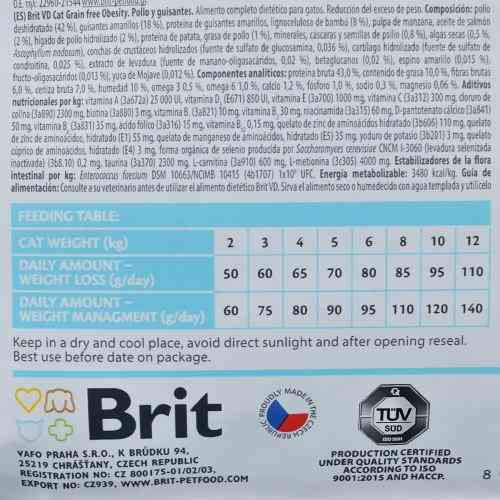 (ES) Brit VD Cat Grain free Obesity. Pollo y guisantes. Alimento completo dietético para gatos. Reducción del exceso de peso. Composición: pollo
deshidratado (42 %), guisantes amarillos (18 %), proteína de guisantes amarillos, lignocelulosa de bambú (8 %), pulpa de manzana, aceite de salmón
(2 %), hígado de pollo hidrolizado (2 %), proteína de patata, grasa de pollo (1 %), minerales, cáscaras y semillas de psilio (0,8 %), algas secas (0,5 %,
Ascophyllum nodosum), conchas de crustáceos hidrolizados (fuente de sulfato de glucosamina, 0,036 %), cartílago hidrolizado (fuente de sulfato de
condroitina, 0,025 %), extracto de levadura (fuente de manano-oligosacáridos, 0,02 %), betaglucanos (0,02 %), espino amarillo (0,015 %),
fructo-oligosacáridos (0,013 %), yuca de Mojave (0,012 %). Componentes analíticos: proteína bruta 43,0 %, contenido de grasa 10,0 %, fibras brutas
6,0 %, ceniza bruta 7,0 %, humedad 10 %, omega 3 0,5 %, omega 6 1,0 %, calcio 1,2 %, fósforo 1,0 %, sodio 0,3 %, magnesio 0,06 %. Aditivos
nutricionales por kg: vitamina A (3a672a) 25 000 UI, vitamina D₃ (E671) 850 UI, vitamina E (3a700) 1000 mg, vitamina C (3a312) 300 mg, cloruro de
colina (3a890) 2300 mg, biotina (3a880) 3 mg, vitamina B₁ (3a821) 10 mg, vitamina B₂ 30 mg, niacinamida (3a315) 60 mg, D-pantotenato cálcico (3a841)
50 mg, vitamina B₆ (3a831) 35 mg, ácido fólico (3a316) 15 mg, vitamina B₁₂ 0,15 mg, quelato de zinc de aminoácidos hidratado (3b606) 110 mg, quelato
de zinc de aminoácidos, hidratado (E1) 55 mg, quelato de manganeso de aminoácidos, hidratado (E5) 35 mg, yoduro de potasio (3b201) 3 mg, quelato
cúprico de aminoácidos, hidratado (E4) 3 mg, forma orgánica de selenio producida por Saccharomyces cerevisiae CNCM I-3060 (levadura selenizada
inactivada) (3b8.10) 0,2 mg, taurina (3a370) 2300 mg, L-carnitina (3a910) 600 mg, L-metionina (3c305) 4000 mg. Estabilizadores de la flora
intestinal por kg: Enterococcus faecium DSM 10663/NCIMB 10415 (4b1707) 1x10⁹ UFC. Energía metabolizable: 3480 kcal/kg. Guía de
alimentación: Consulte a su veterinario antes de utilizar el alimento dietético Brit VD. Sirva el alimento seco o humedecido con agua templada y utilícelo
FEEDING TABLE:
CAT WEIGHT (kg) 2 3 4 5 6 8 10 12
DAILY AMOUNT –
WEIGHT LOSS (g/day) 50 60 65 70 80 85 95 110
DAILY AMOUNT –
WEIGHT MANAGMENT (g/day) 60 75 80 90 95 110 120 140
Keep in a dry and cool place, avoid direct sunlight and after opening reseal.
Best use before date on package.
Brit
PROUDLY MADE IN THE CZECH REPUBLIC
TÜV
SÜD
ISO 9001
VAFO PRAHA S.R.O., K BRŮDKU 94,
25219 CHRÁŠŤANY, CZECH REPUBLIC
REGISTRATION NO: CZ 800175-01/02/03,
EXPORT NO: CZ939, WWW.BRIT-PETFOOD.COM
PRODUCTION CERTIFIED
UNDER QUALITY STANDARDS
ACCORDING TO ISO
9001:2015 AND HACCP.
8